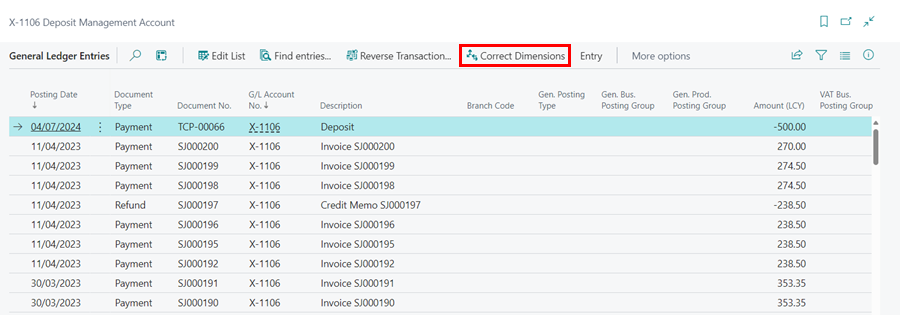 X-1106 Deposit Management Account
General Ledger Entries Edit List Find entries... Reverse Transaction... Correct Dimensions Entry More options
Posting Date ↓ Document Type Document No. G/L Account No. ↓ Description Branch Code Gen. Posting Type Gen. Bus. Posting Group Gen. Prod. Posting Group Amount (LCY) VAT Bus. Posting Group
04/07/2024 Payment TCP-00066 X-1106 Deposit -500.00
11/04/2023 Payment SJ000200 X-1106 Invoice SJ000200 270.00
11/04/2023 Payment SJ000199 X-1106 Invoice SJ000199 274.50
11/04/2023 Payment SJ000198 X-1106 Invoice SJ000198 274.50
11/04/2023 Refund SJ000197 X-1106 Credit Memo SJ000197 -238.50
11/04/2023 Payment SJ000196 X-1106 Invoice SJ000196 238.50
11/04/2023 Payment SJ000195 X-1106 Invoice SJ000195 238.50
11/04/2023 Payment SJ000192 X-1106 Invoice SJ000192 238.50
30/03/2023 Payment SJ000191 X-1106 Invoice SJ000191 353.35
30/03/2023 Payment SJ000190 X-1106 Invoice SJ000190 353.35